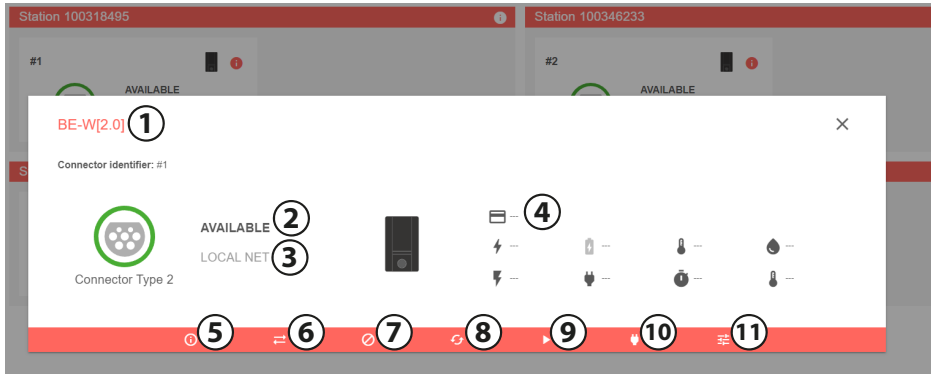 Station 100318495
Station 100346233
#1
#2
AVAILABLE
AVAILABLE
BE-W[2.0] 1
Connector identifier: #1
S
AVAILABLE 2
LOCAL NET 3
Connector Type 2
-- 4
-- -- -- --
-- -- -- --
5 6 7 8 9 10 11